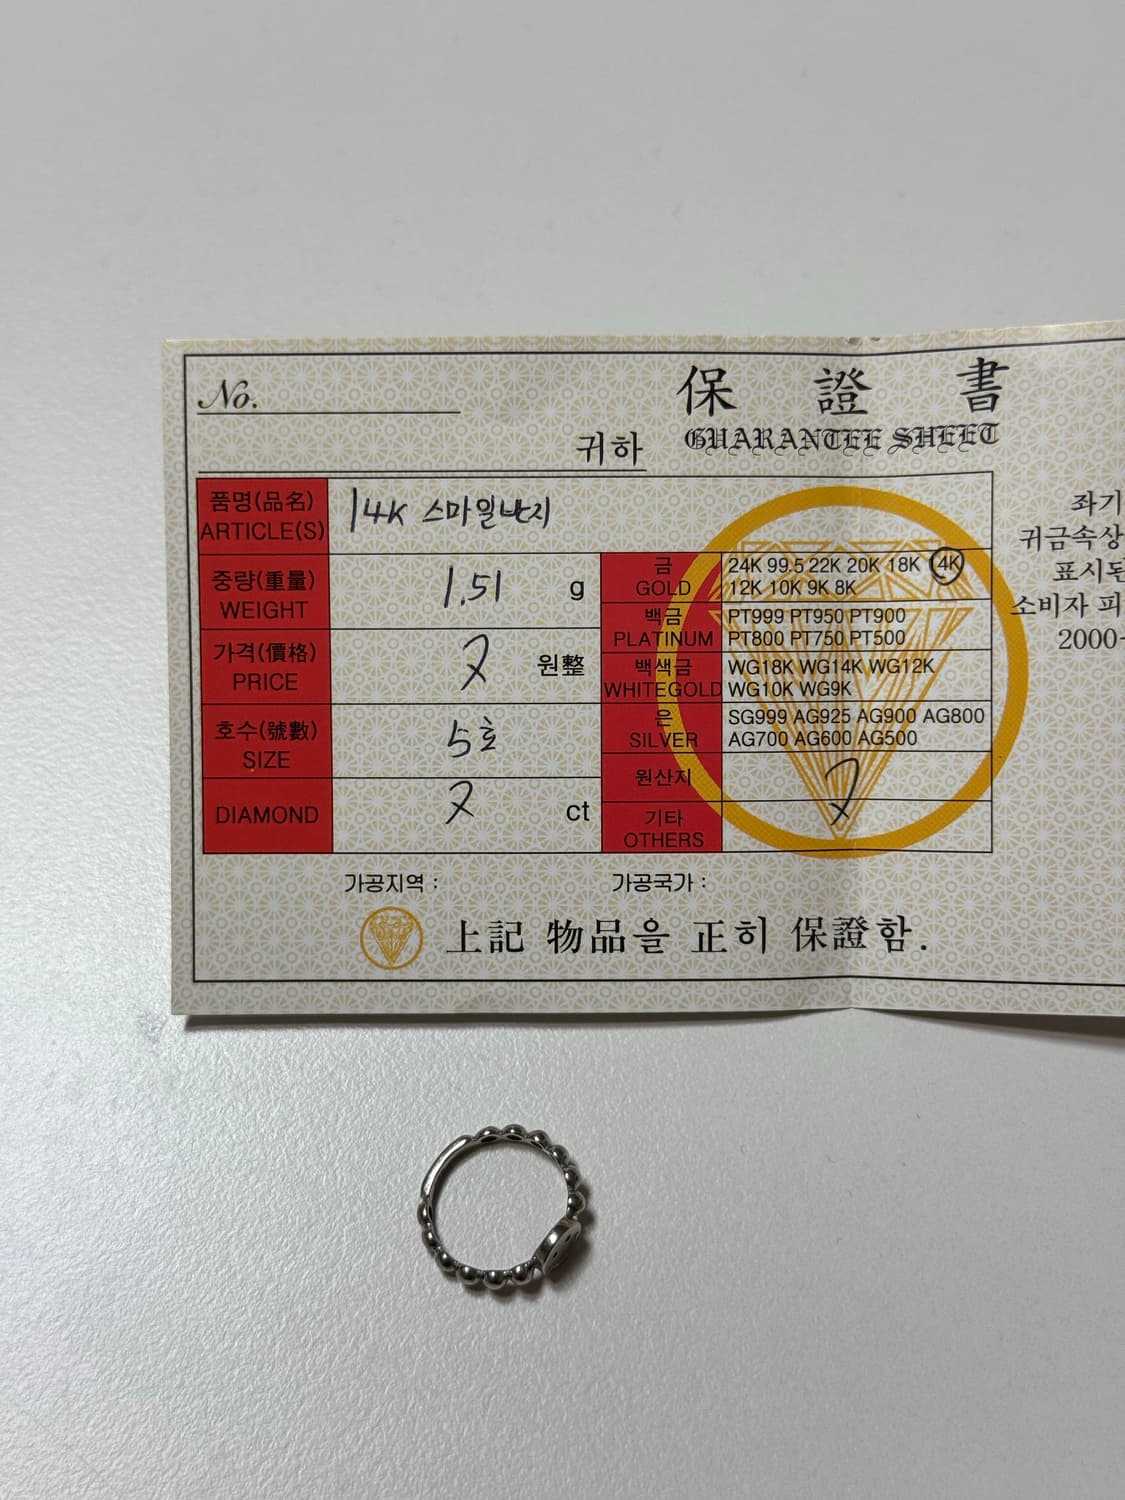 No.
귀하
保 證 書
GUARANTEE SHEET
품명(品名)
ARTICLE(S)
14K 스마일반지
중량(重量)
WEIGHT
1.51 g
가격(價格)
PRICE
원整
호수(號數)
SIZE
5호
DIAMOND
ct
금
GOLD
24K 99.5 22K 20K 18K 14K
12K 10K 9K 8K
백금
PLATINUM
PT999 PT950 PT900
PT800 PT750 PT500
백색금
WHITEGOLD
WG18K WG14K WG12K
WG10K WG9K
은
SILVER
SG999 AG925 AG900 AG800
AG700 AG600 AG500
원산지
기타
OTHERS
가공지역 :
가공국가 :
上記 物品을 正히 保證함.
좌기
귀금속상
표시된
소비자 피
2000-